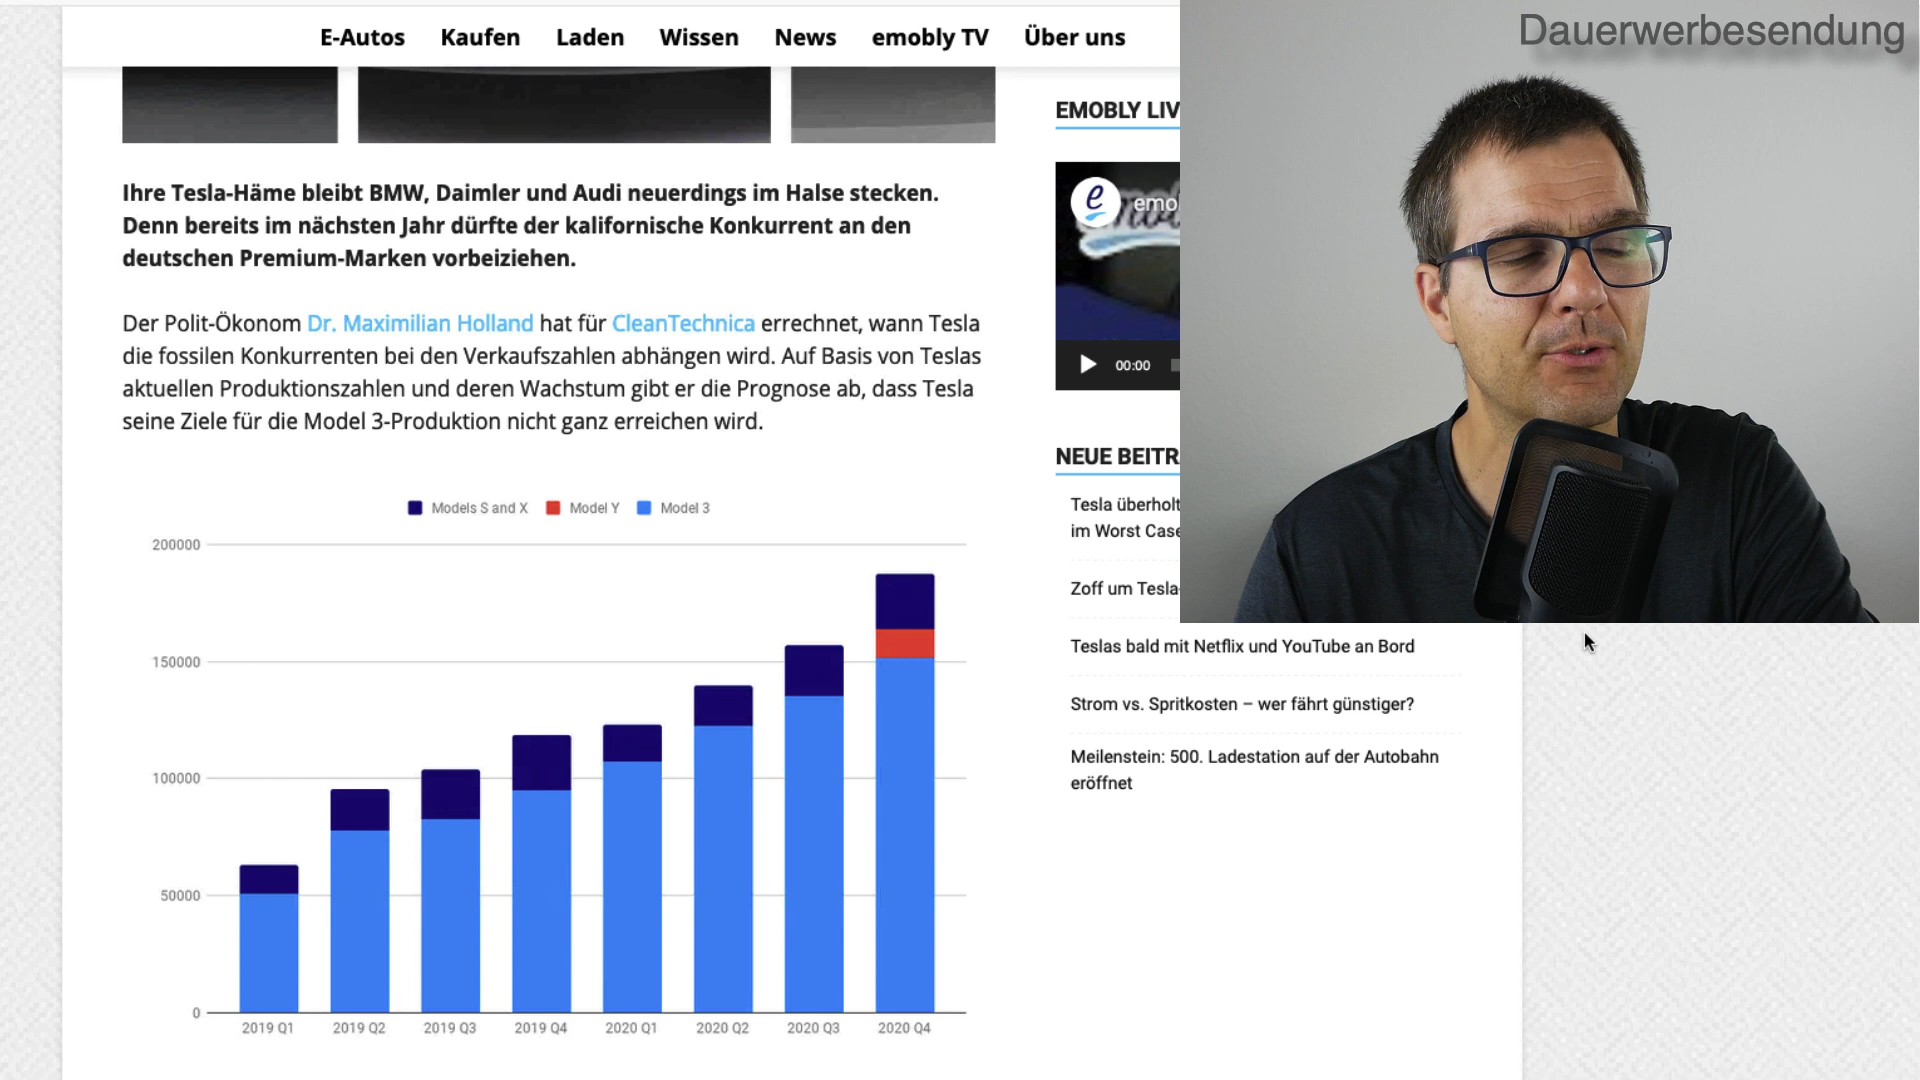 E-Autos Kaufen Laden Wissen News emobly TV Über uns
Dauerwerbesendung
Ihre Tesla-Häme bleibt BMW, Daimler und Audi neuerdings im Halse stecken.
Denn bereits im nächsten Jahr dürfte der kalifornische Konkurrent an den
deutschen Premium-Marken vorbeiziehen.
Der Polit-Ökonom Dr. Maximilian Holland hat für CleanTechnica errechnet, wann Tesla
die fossilen Konkurrenten bei den Verkaufszahlen abhängen wird. Auf Basis von Teslas
aktuellen Produktionszahlen und deren Wachstum gibt er die Prognose ab, dass Tesla
seine Ziele für die Model 3-Produktion nicht ganz erreichen wird.
Models S and X Model Y Model 3
200000
150000
100000
50000
0
2019 Q1 2019 Q2 2019 Q3 2019 Q4 2020 Q1 2020 Q2 2020 Q3 2020 Q4
EMOBLY LIV
e emo
00:00
NEUE BEITR
Tesla überholt
im Worst Case
Zoff um Tesla-
Teslas bald mit Netflix und YouTube an Bord
Strom vs. Spritkosten – wer fährt günstiger?
Meilenstein: 500. Ladestation auf der Autobahn
eröffnet